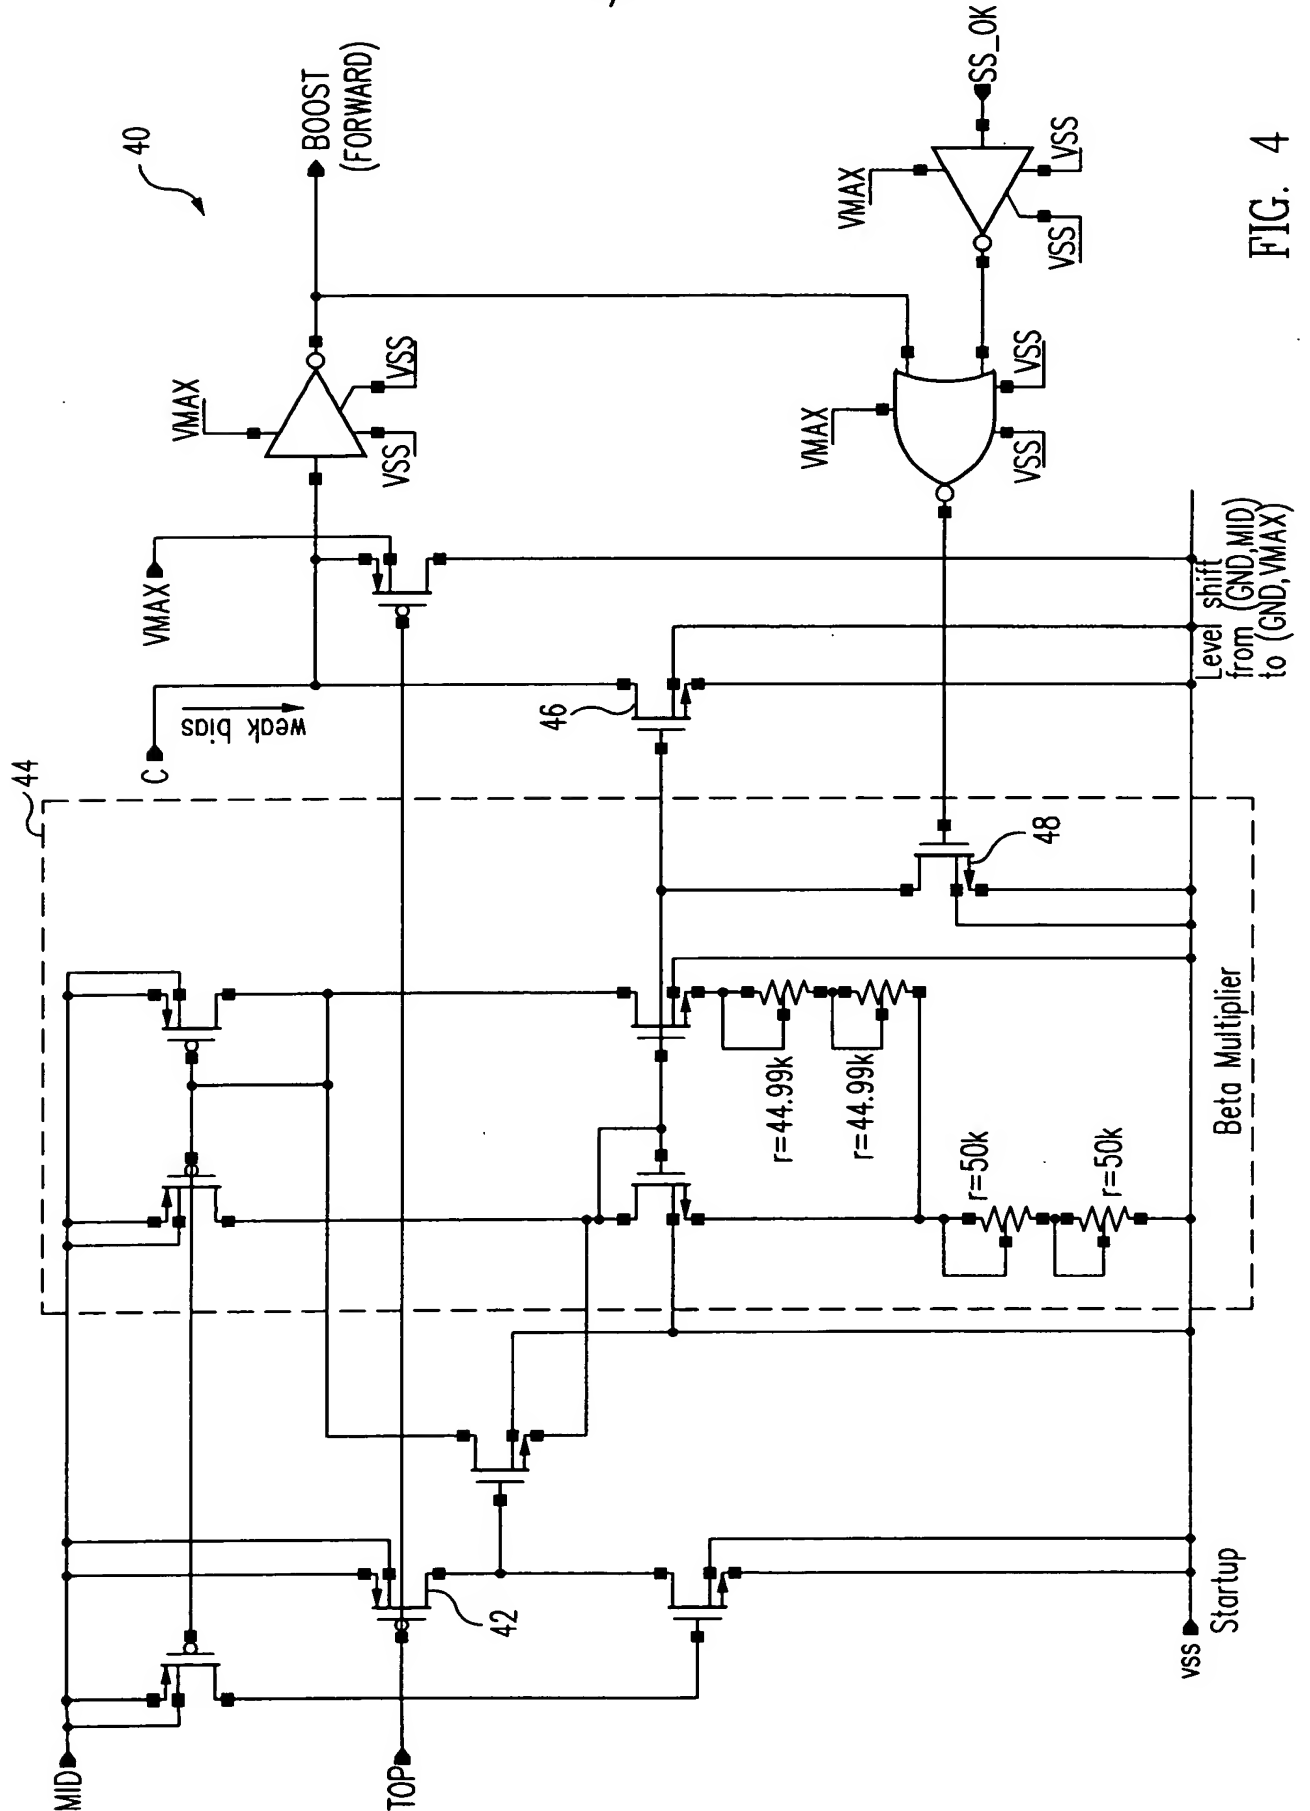 40
BOOST
(FORWARD)
SS_OK
VMAX
VSS
VSS
FIG. 4
VMAX
VSS
VSS
VMAX
VSS
VSS
VMAX
C
weak bias
46
Level shift
from (GND,MID)
to (GND,VMAX)
44
48
r=44.99k
r=44.99k
r=50k
r=50k
Beta Multiplier
42
MID
TOP
vss
Startup